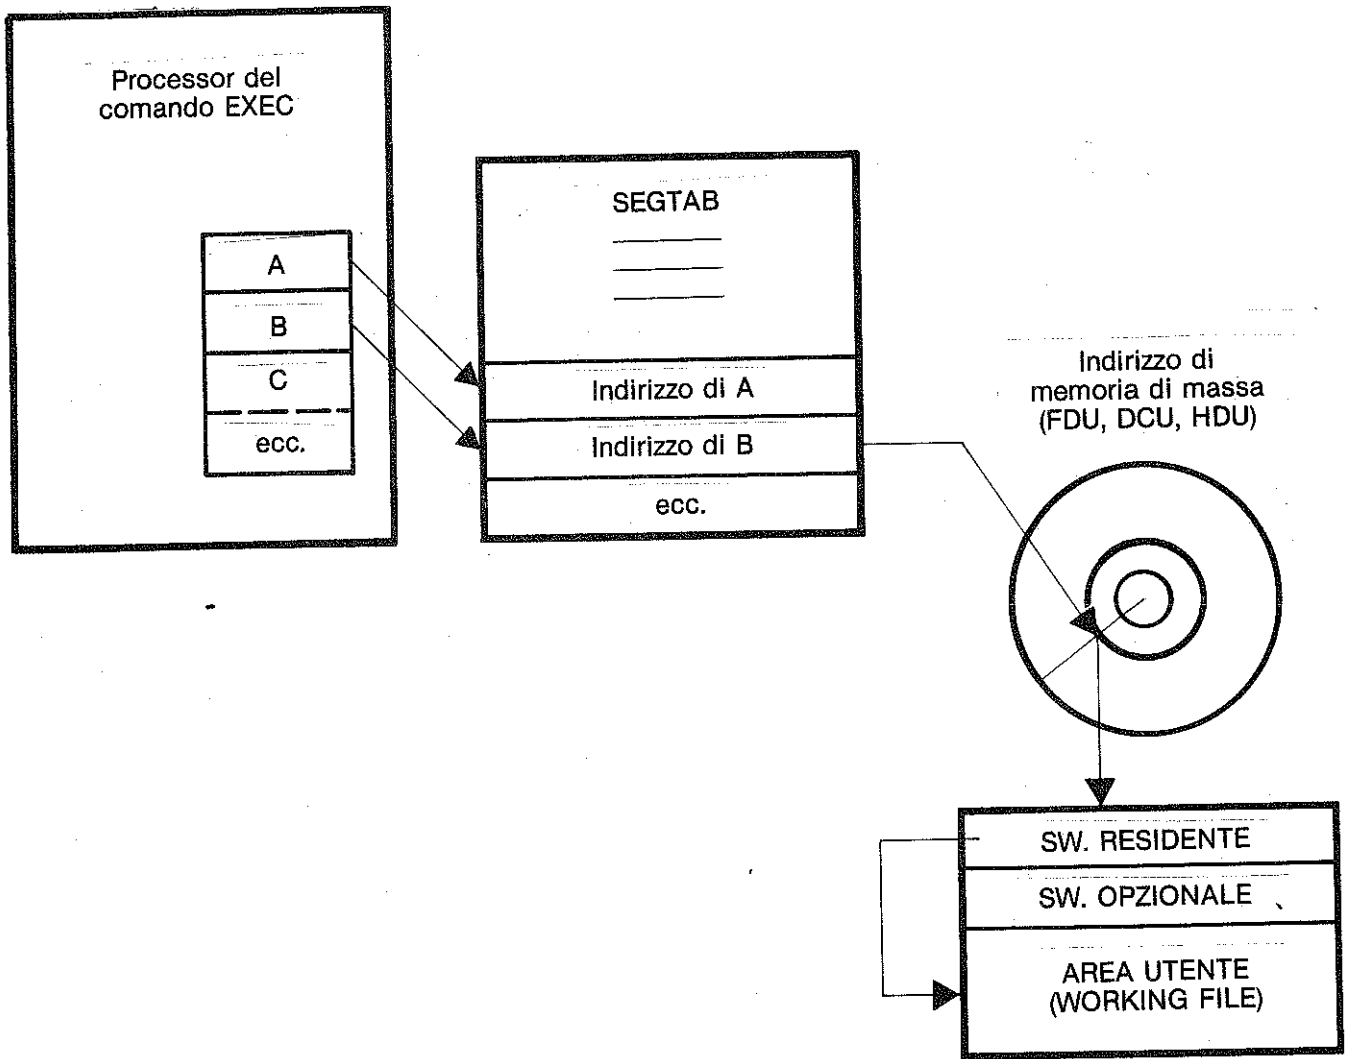 Processor del
comando EXEC
A
B
C
ecc.
SEGTAB
Indirizzo di A
Indirizzo di B
ecc.
Indirizzo di
memoria di massa
(FDU, DCU, HDU)
SW. RESIDENTE
SW. OPZIONALE
AREA UTENTE
(WORKING FILE)